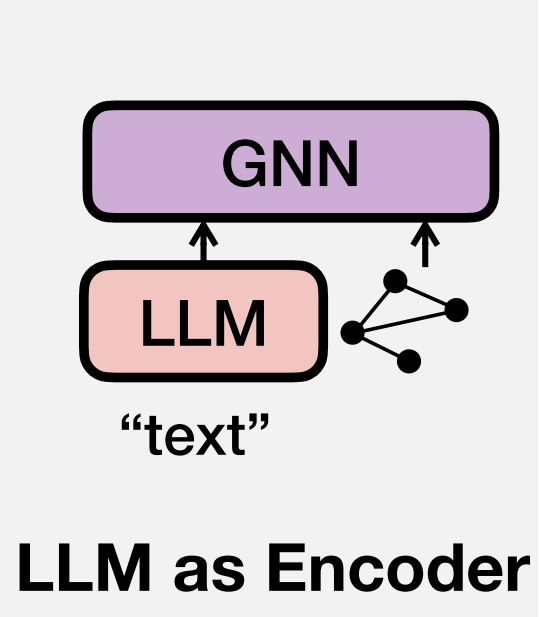 GNN
LLM
“text”
LLM as Encoder